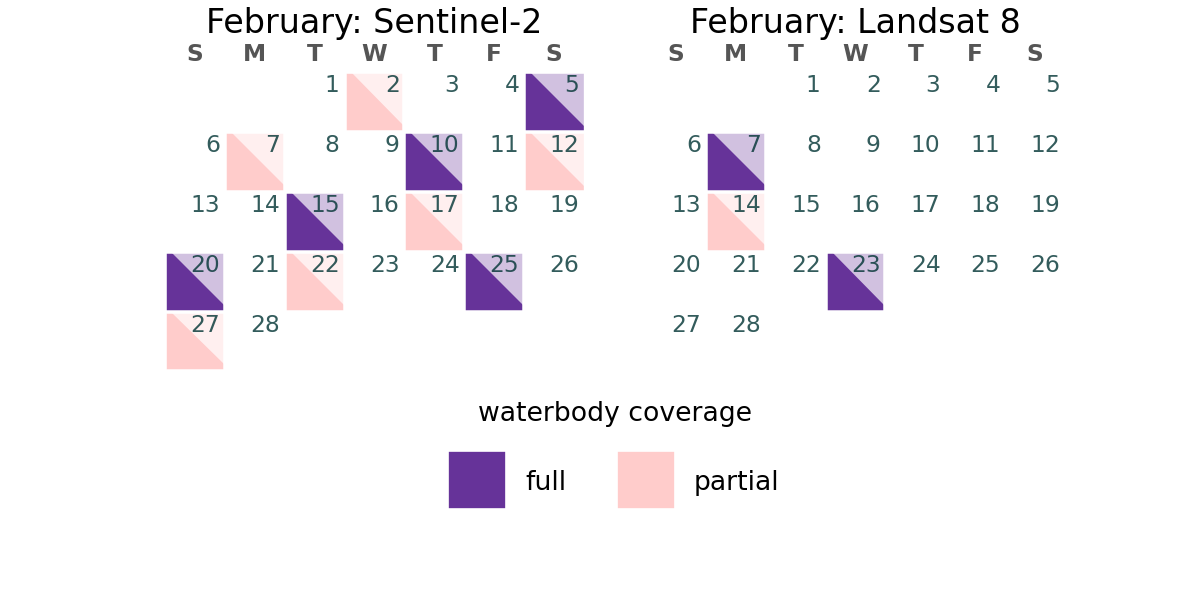 February: Sentinel-2
S M T W T F S
1 2 3 4 5
6 7 8 9 10 11 12
13 14 15 16 17 18 19
20 21 22 23 24 25 26
27 28
February: Landsat 8
S M T W T F S
1 2 3 4 5
6 7 8 9 10 11 12
13 14 15 16 17 18 19
20 21 22 23 24 25 26
27 28
waterbody coverage
full
partial